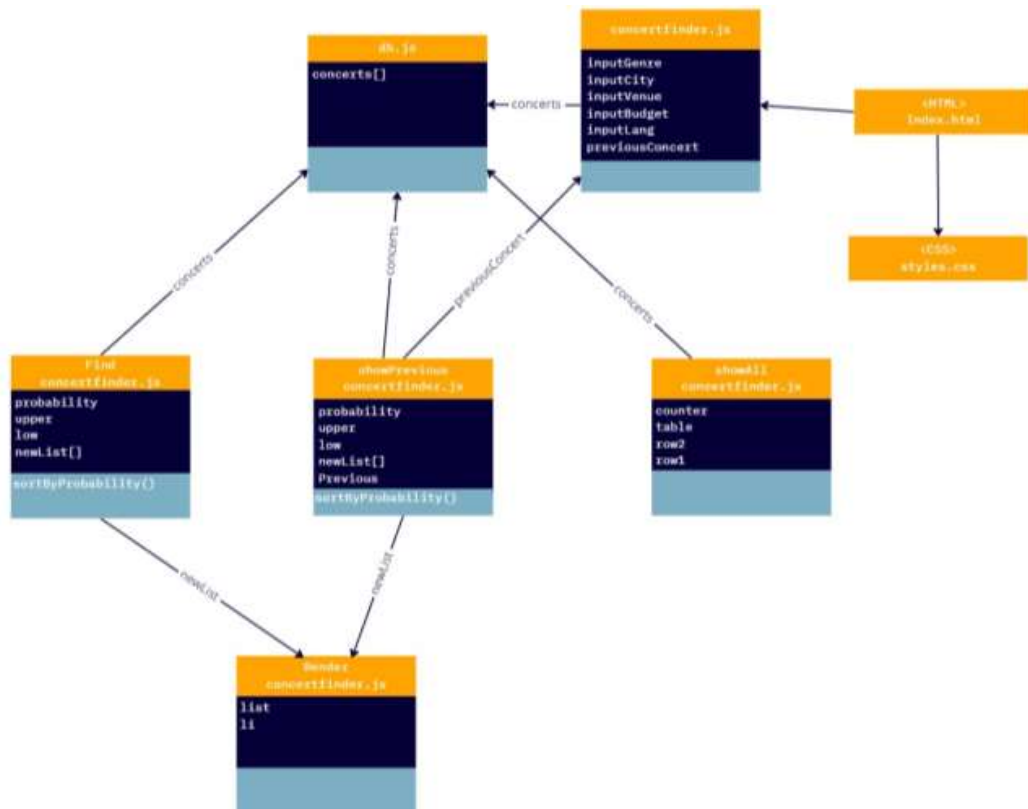 concertfinder.js
db.js
concerts[]
inputGenre
inputCity
inputVenue
inputBudget
inputLang
previousConcert
concerts
<HTML>
index.html
<CSS>
styles.css
concerts
concerts
previousConcert
concerts
Find
concertfinder.js
probability
upper
low
newList[]
sortByProbability()
showPrevious
concertfinder.js
probability
upper
low
newList[]
Previous
sortByProbability()
showAll
concertfinder.js
counter
table
row2
row1
newList
newList
Render
concertfinder.js
list
li